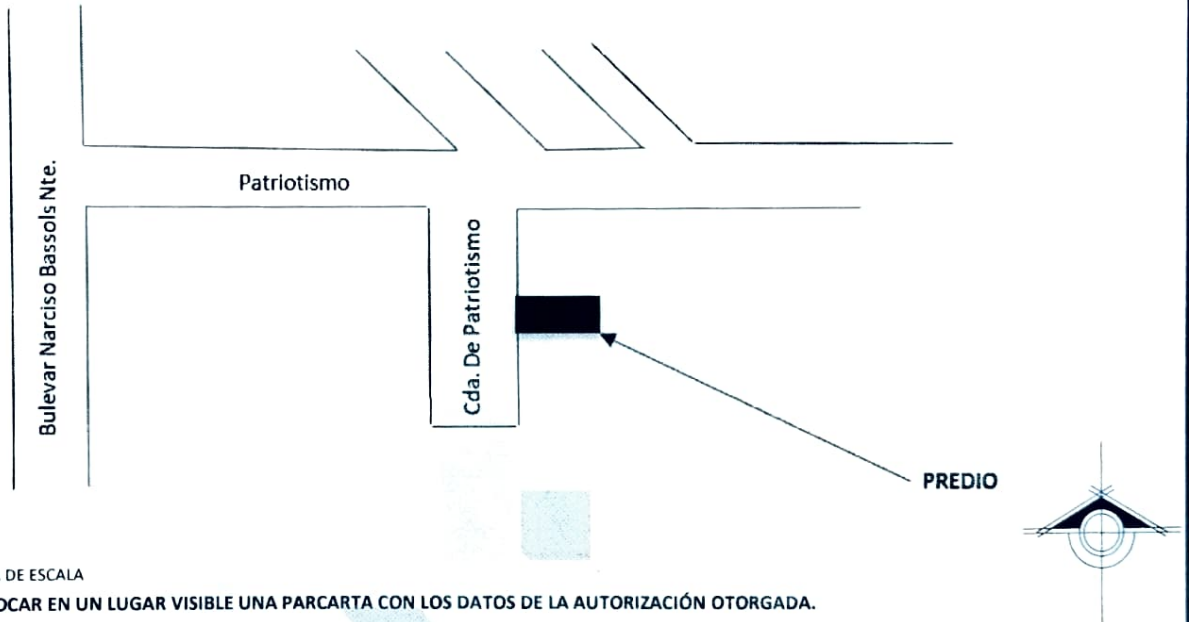 Patriotismo
Bulevar Narciso Bassols Nte.
Cda. De Patriotismo
PREDIO
DE ESCALA
OCAR EN UN LUGAR VISIBLE UNA PARCARTA CON LOS DATOS DE LA AUTORIZACIÓN OTORGADA.